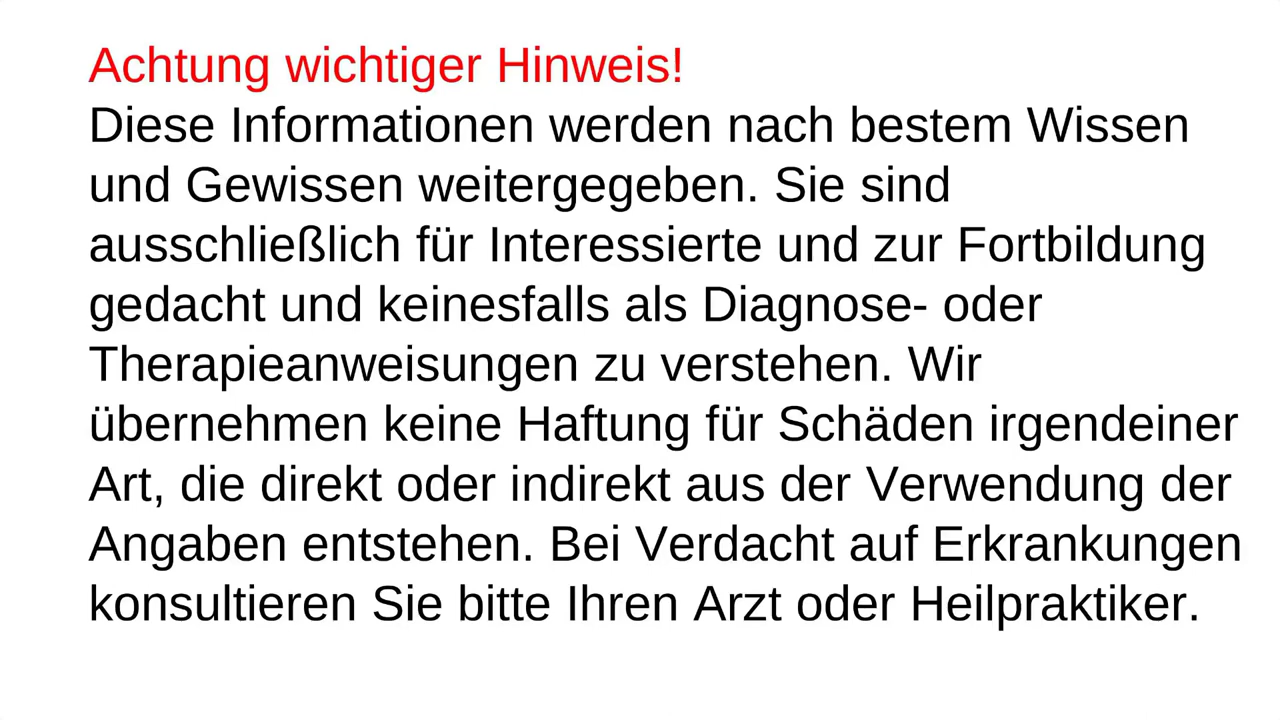 Achtung wichtiger Hinweis!
Diese Informationen werden nach bestem Wissen
und Gewissen weitergegeben. Sie sind
ausschließlich für Interessierte und zur Fortbildung
gedacht und keinesfalls als Diagnose- oder
Therapieanweisungen zu verstehen. Wir
übernehmen keine Haftung für Schäden irgendeiner
Art, die direkt oder indirekt aus der Verwendung der
Angaben entstehen. Bei Verdacht auf Erkrankungen
konsultieren Sie bitte Ihren Arzt oder Heilpraktiker.